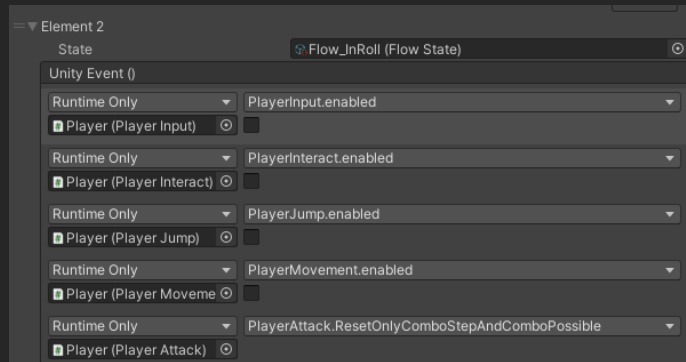 Element 2
State Flow_InRoll (Flow State)
Unity Event ()
Runtime Only PlayerInput.enabled
Player (Player Input)
Runtime Only PlayerInteract.enabled
Player (Player Interact)
Runtime Only PlayerJump.enabled
Player (Player Jump)
Runtime Only PlayerMovement.enabled
Player (Player Moveme
Runtime Only PlayerAttack.ResetOnlyComboStepAndComboPossible
Player (Player Attack)